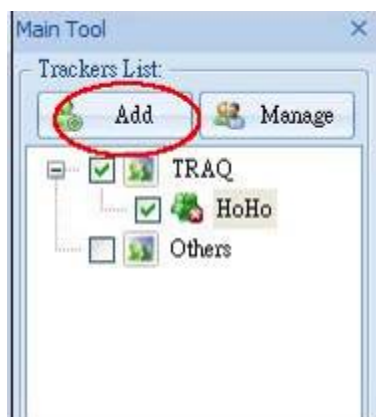 Main Tool
Trackers List:
Add Manage
TRAQ
HoHo
Others